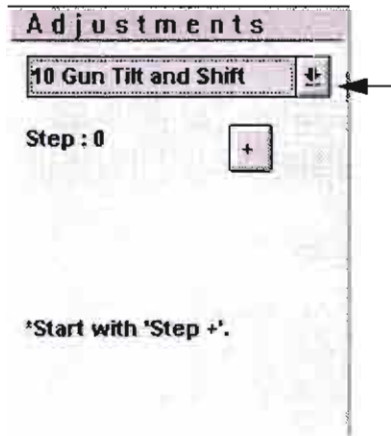 Adjustments
10 Gun Tilt and Shift
Step : 0
+
*Start with 'Step +'.